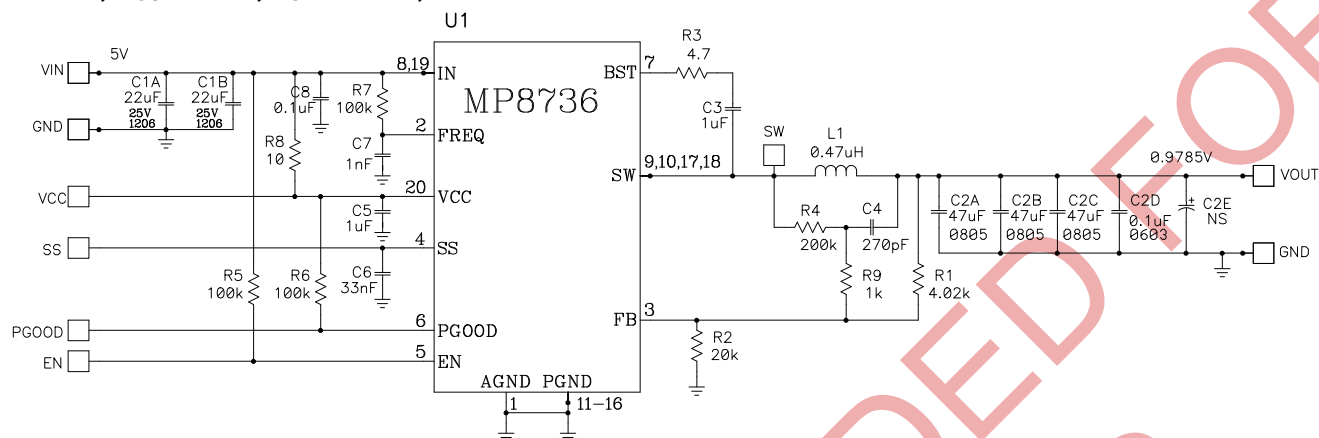 U1
MP8736
VIN
5V
C1A
22uF
25V
1206
C1B
22uF
25V
1206
C8
0.1uF
R7
100k
8,19
IN
GND
2
FREQ
C7
1nF
R8
10
VCC
20
VCC
C5
1uF
SS
4
SS
C6
33nF
R5
100k
R6
100k
PGOOD
6
PGOOD
EN
5
EN
AGND
PGND
1
11-16
BST
7
R3
4.7
C3
1uF
SW
9,10,17,18
SW
L1
0.47uH
R4
200k
C4
270pF
R9
1k
R1
4.02k
FB
3
R2
20k
0.9785V
VOUT
C2A
47uF
0805
C2B
47uF
0805
C2C
47uF
0805
C2D
0.1uF
0603
+
C2E
NS
GND
DED FOR